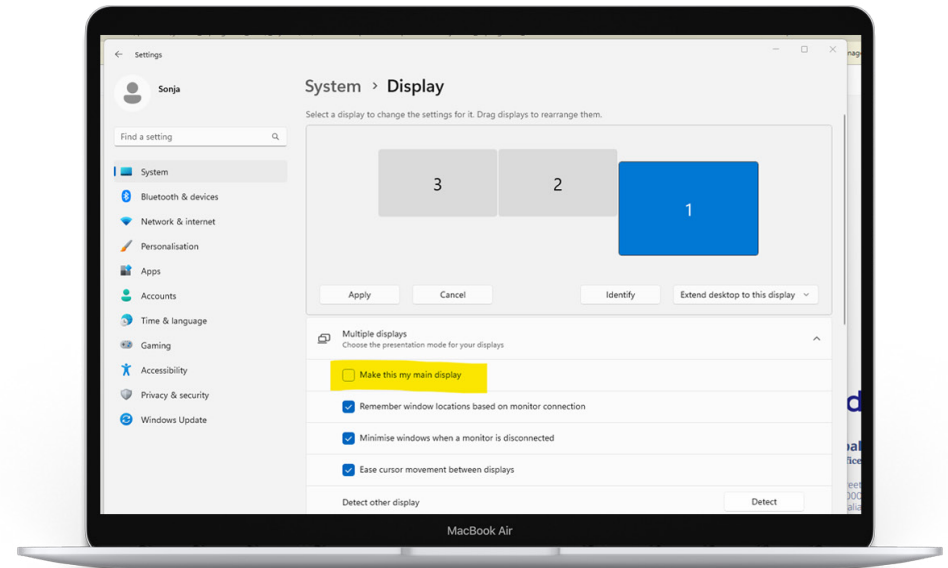 Settings
Sonja
Find a setting
System
Bluetooth & devices
Network & internet
Personalisation
Apps
Accounts
Time & language
Gaming
Accessibility
Privacy & security
Windows Update
System > Display
Select a display to change the settings for it. Drag displays to rearrange them.
3
2
1
Apply
Cancel
Identify
Extend desktop to this display
Multiple displays
Choose the presentation mode for your displays
Make this my main display
Remember window locations based on monitor connection
Minimise windows when a monitor is disconnected
Ease cursor movement between displays
Detect other display
Detect
MacBook Air